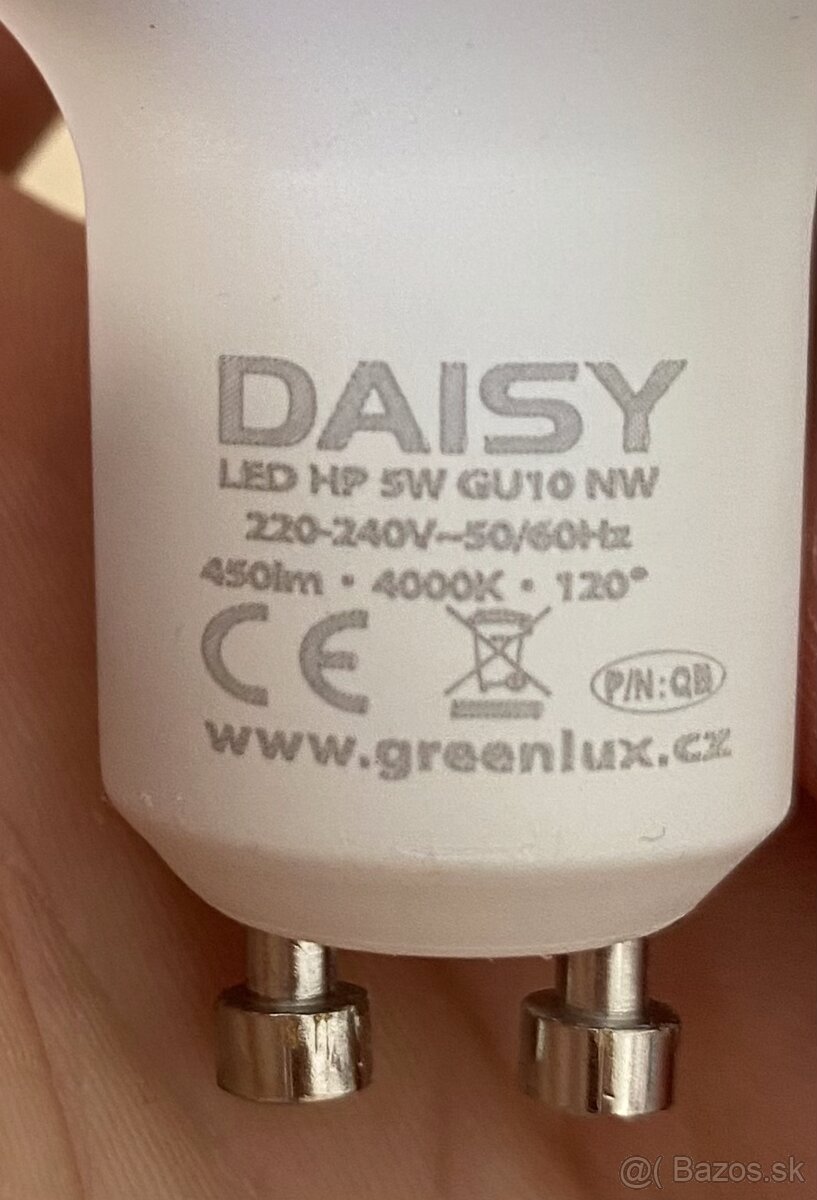 DAISY
LED HP 5W GU10 NW
220-240V~50/60Hz
450lm • 4000K • 120°
CE
P/N:
www.greenlux.cz
@( Bazos.sk